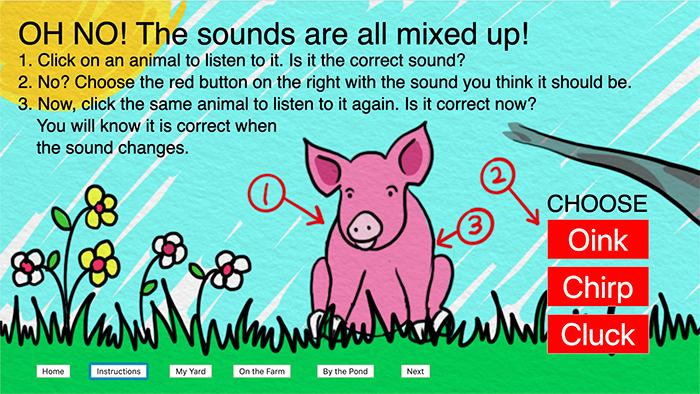 OH NO! The sounds are all mixed up!
1. Click on an animal to listen to it. Is it the correct sound?
2. No? Choose the red button on the right with the sound you think it should be.
3. Now, click the same animal to listen to it again. Is it correct now?
You will know it is correct when
the sound changes.
1
2
3
CHOOSE
Oink
Chirp
Cluck
Home Instructions My Yard On the Farm By the Pond Next